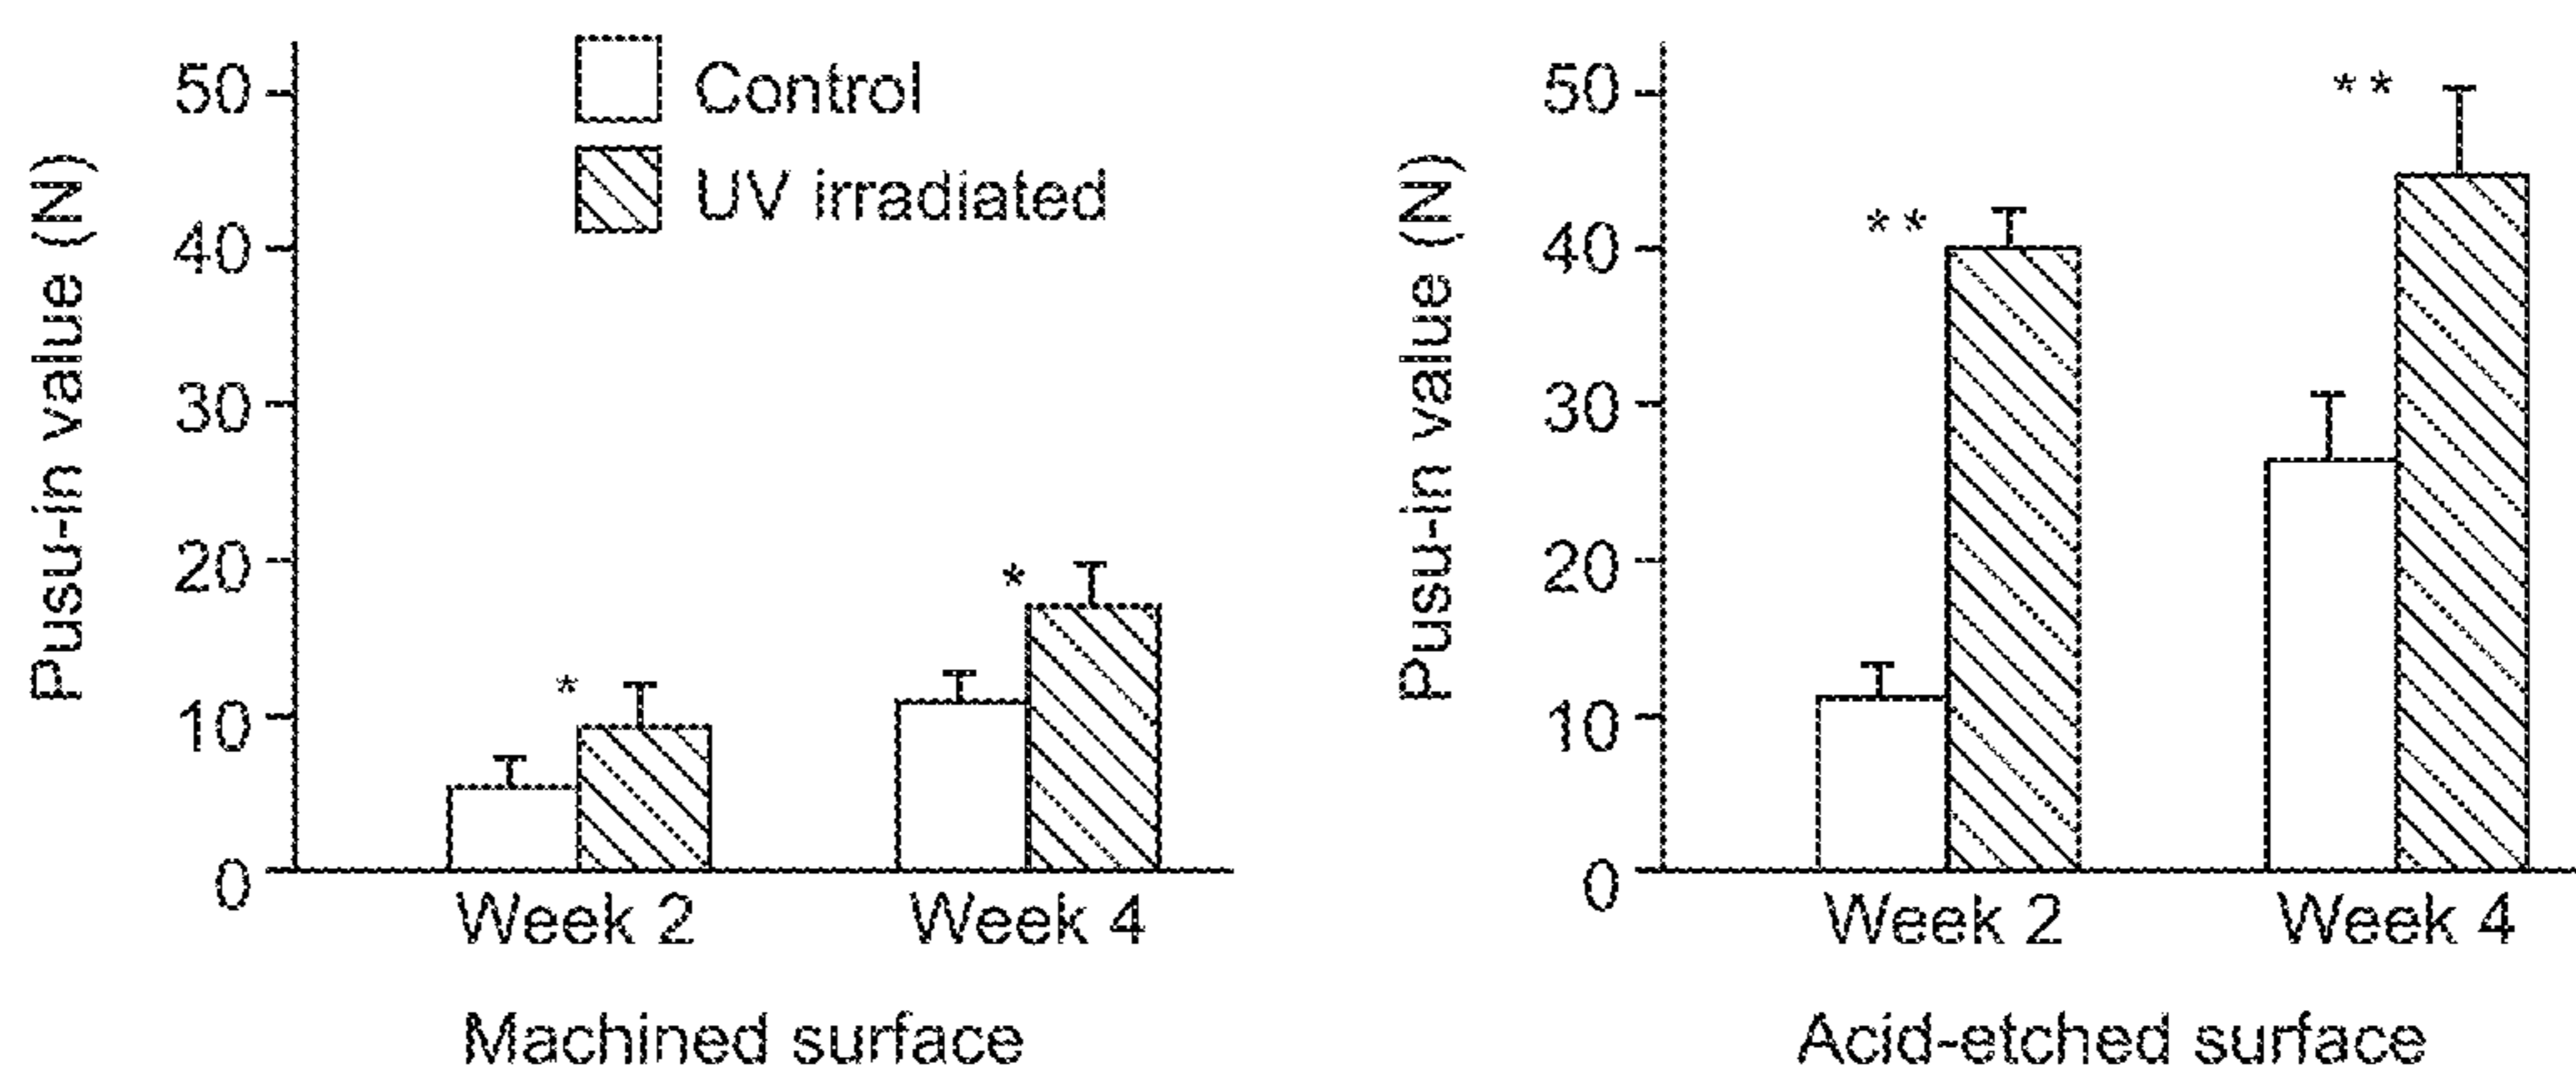 Pusu-in value (N)
50
40
30
20
10
0
Control
UV irradiated
*
*
Week 2
Week 4
Machined surface
Pusu-in value (N)
50
40
30
20
10
0
**
**
Week 2
Week 4
Acid-etched surface